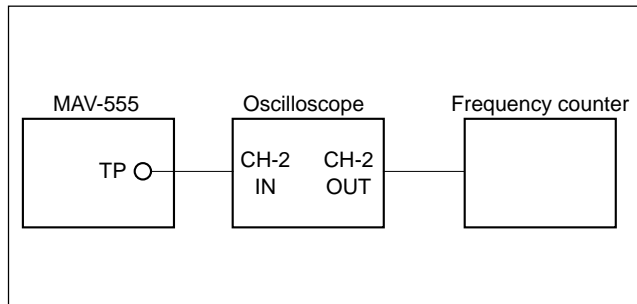 MAV-555
Oscilloscope
Frequency counter
TP
CH-2
IN
CH-2
OUT